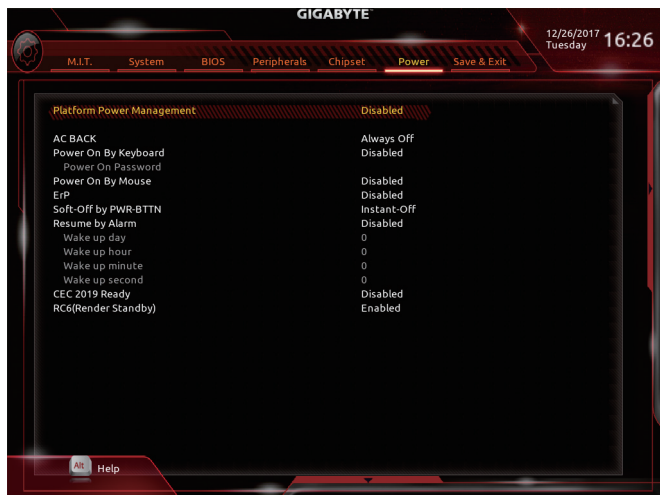 GIGABYTE™
12/26/2017 16:26
Tuesday
M.I.T. System BIOS Peripherals Chipset Power Save & Exit
Platform Power Management Disabled
AC BACK Always Off
Power On By Keyboard Disabled
Power On Password
Power On By Mouse Disabled
ErP Disabled
Soft-Off by PWR-BTTN Instant-Off
Resume by Alarm Disabled
Wake up day 0
Wake up hour 0
Wake up minute 0
Wake up second 0
CEC 2019 Ready Disabled
RC6(Render Standby) Enabled
Alt Help